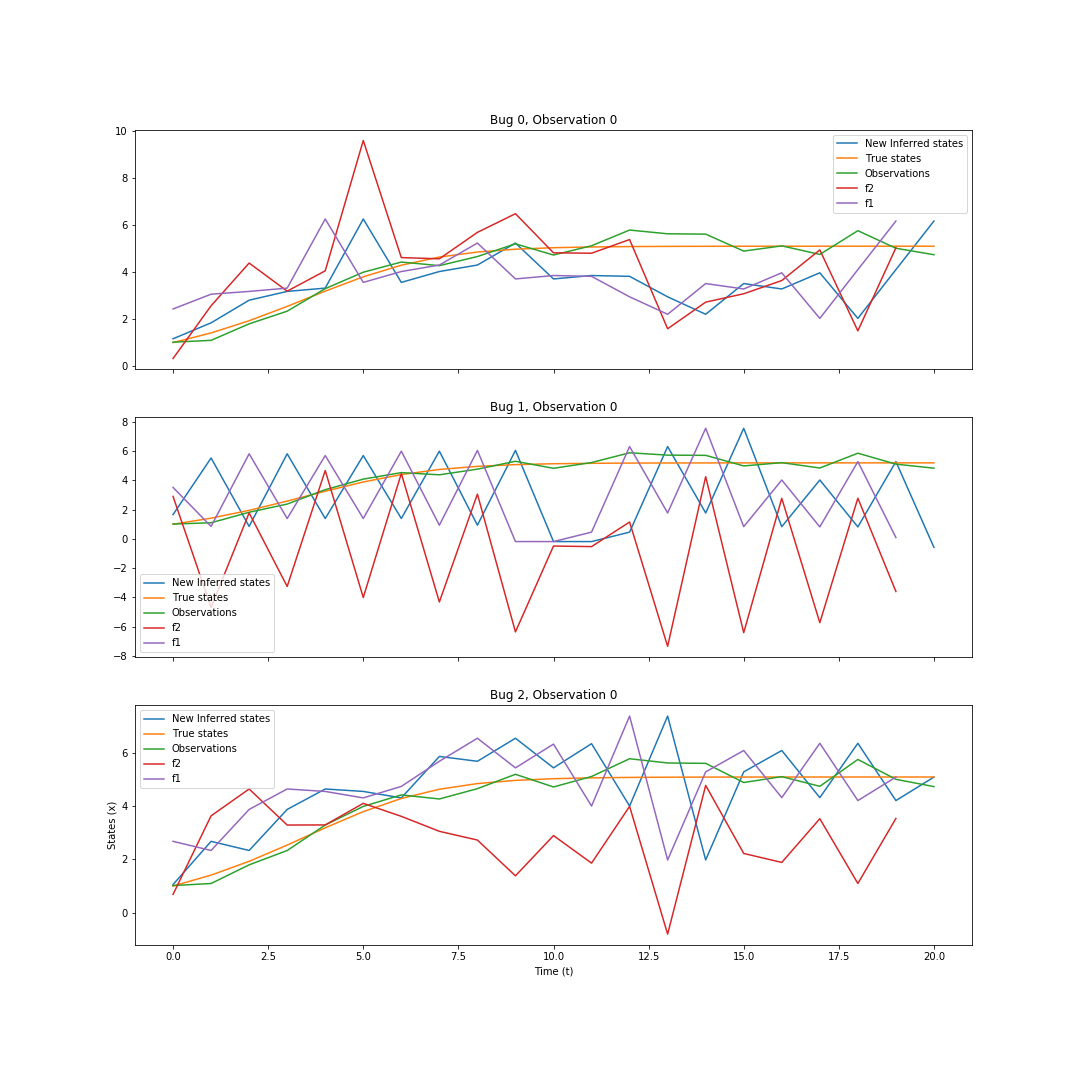 Bug 0, Observation 0
10
8
6
4
2
0
New Inferred states
True states
Observations
f2
f1
Bug 1, Observation 0
8
6
4
2
0
−2
−4
−6
−8
New Inferred states
True states
Observations
f2
f1
Bug 2, Observation 0
New Inferred states
True states
Observations
f2
f1
6
4
2
0
States (x)
0.0 2.5 5.0 7.5 10.0 12.5 15.0 17.5 20.0
Time (t)